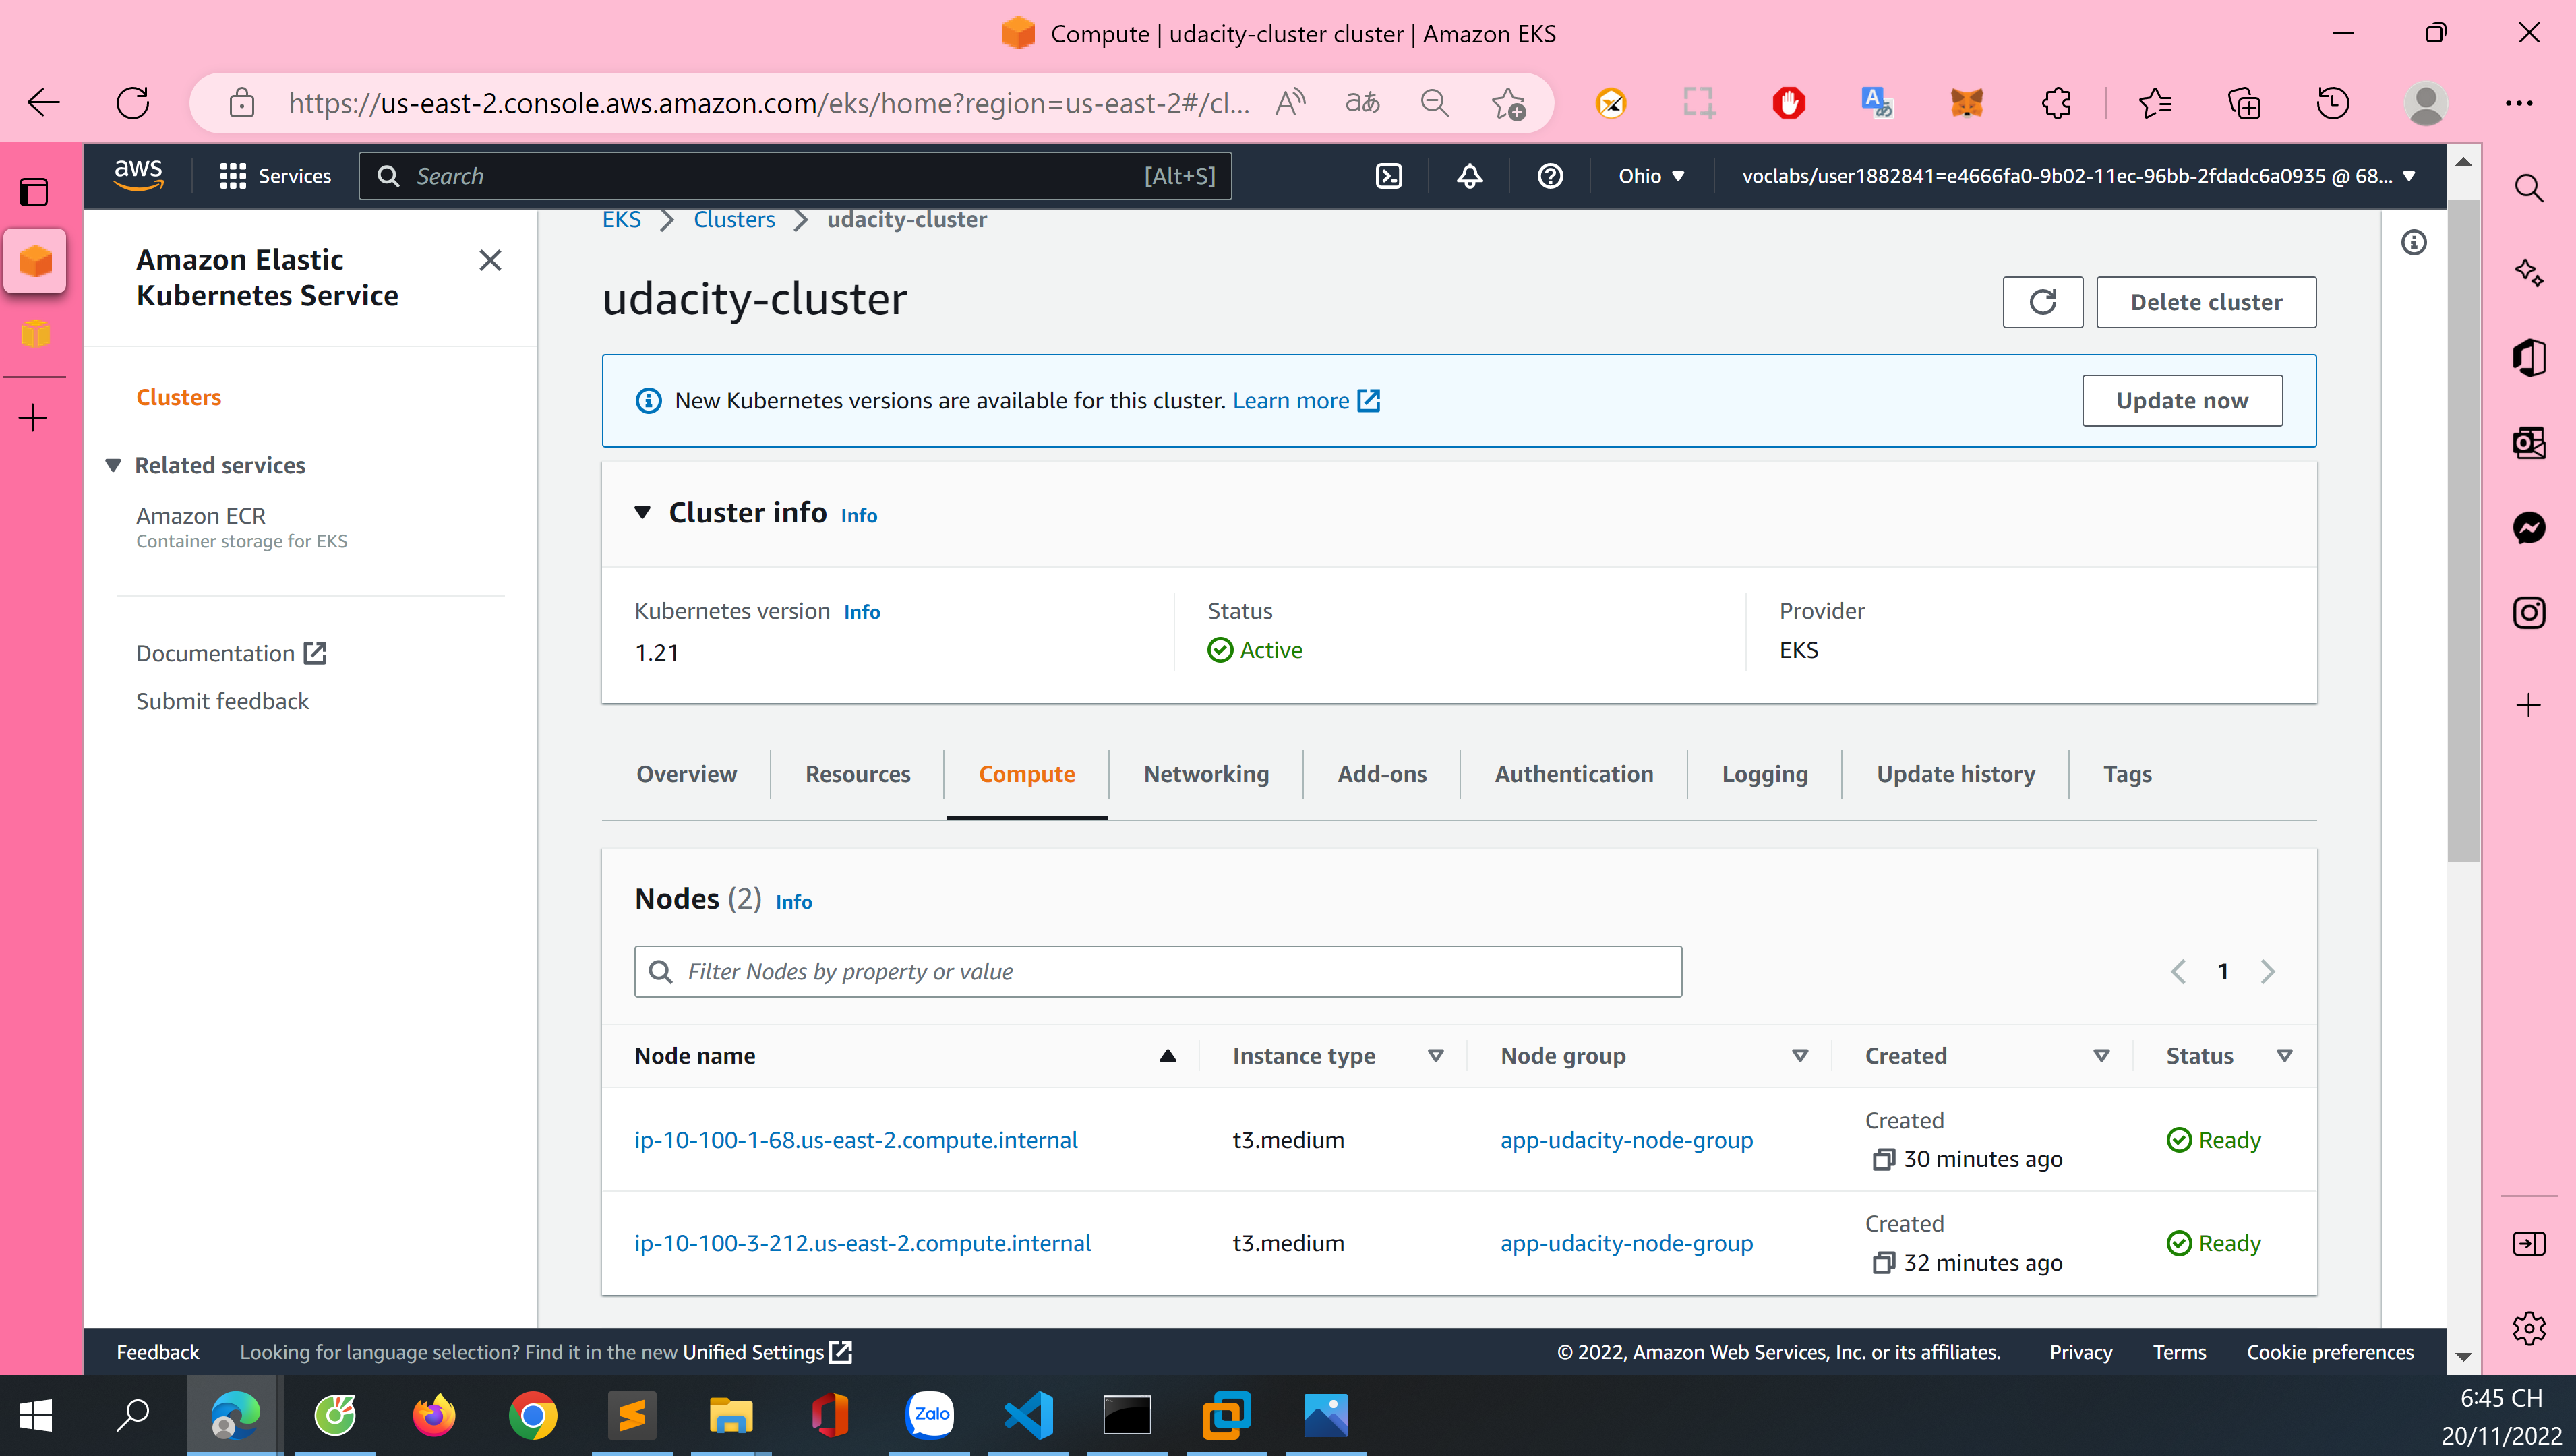 Compute | udacity-cluster cluster | Amazon EKS
https://us-east-2.console.aws.amazon.com/eks/home?region=us-east-2#/cl...
aws
Services
Search
[Alt+S]
Ohio
voclabs/user1882841=e4666fa0-9b02-11ec-96bb-2fdadc6a0935 @ 68...
Amazon Elastic
Kubernetes Service
Clusters
Related services
Amazon ECR
Container storage for EKS
Documentation
Submit feedback
EKS
Clusters
udacity-cluster
udacity-cluster
Delete cluster
New Kubernetes versions are available for this cluster. Learn more
Update now
Cluster info Info
Kubernetes version Info
1.21
Status
Active
Provider
EKS
Overview
Resources
Compute
Networking
Add-ons
Authentication
Logging
Update history
Tags
Nodes (2) Info
Filter Nodes by property or value
1
Node name
Instance type
Node group
Created
Status
ip-10-100-1-68.us-east-2.compute.internal
t3.medium
app-udacity-node-group
Created
30 minutes ago
Ready
ip-10-100-3-212.us-east-2.compute.internal
t3.medium
app-udacity-node-group
Created
32 minutes ago
Ready
Feedback
Looking for language selection? Find it in the new Unified Settings
© 2022, Amazon Web Services, Inc. or its affiliates.
Privacy
Terms
Cookie preferences
Zalo
6:45 CH
20/11/2022